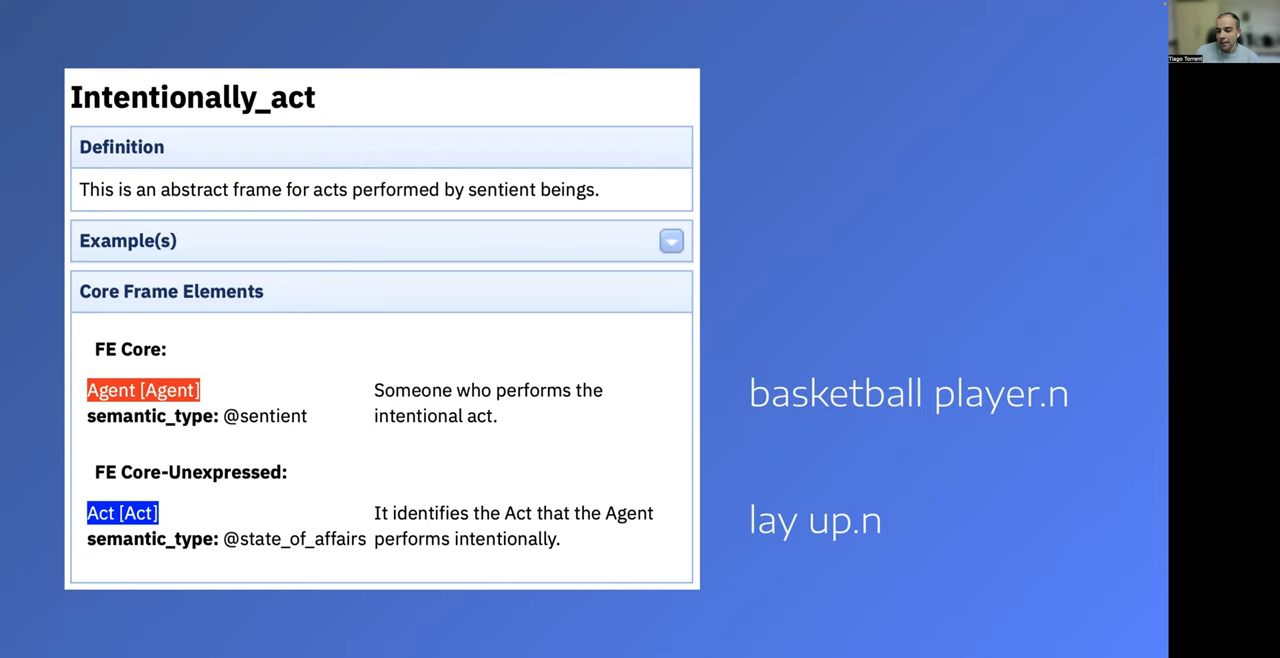 Intentionally_act
Definition
This is an abstract frame for acts performed by sentient beings.
Example(s)
Core Frame Elements
FE Core:
Agent [Agent]
semantic_type: @sentient
Someone who performs the
intentional act.
basketball player.n
FE Core-Unexpressed:
Act [Act]
semantic_type: @state_of_affairs
It identifies the Act that the Agent
performs intentionally.
lay up.n
Tiago Torrent